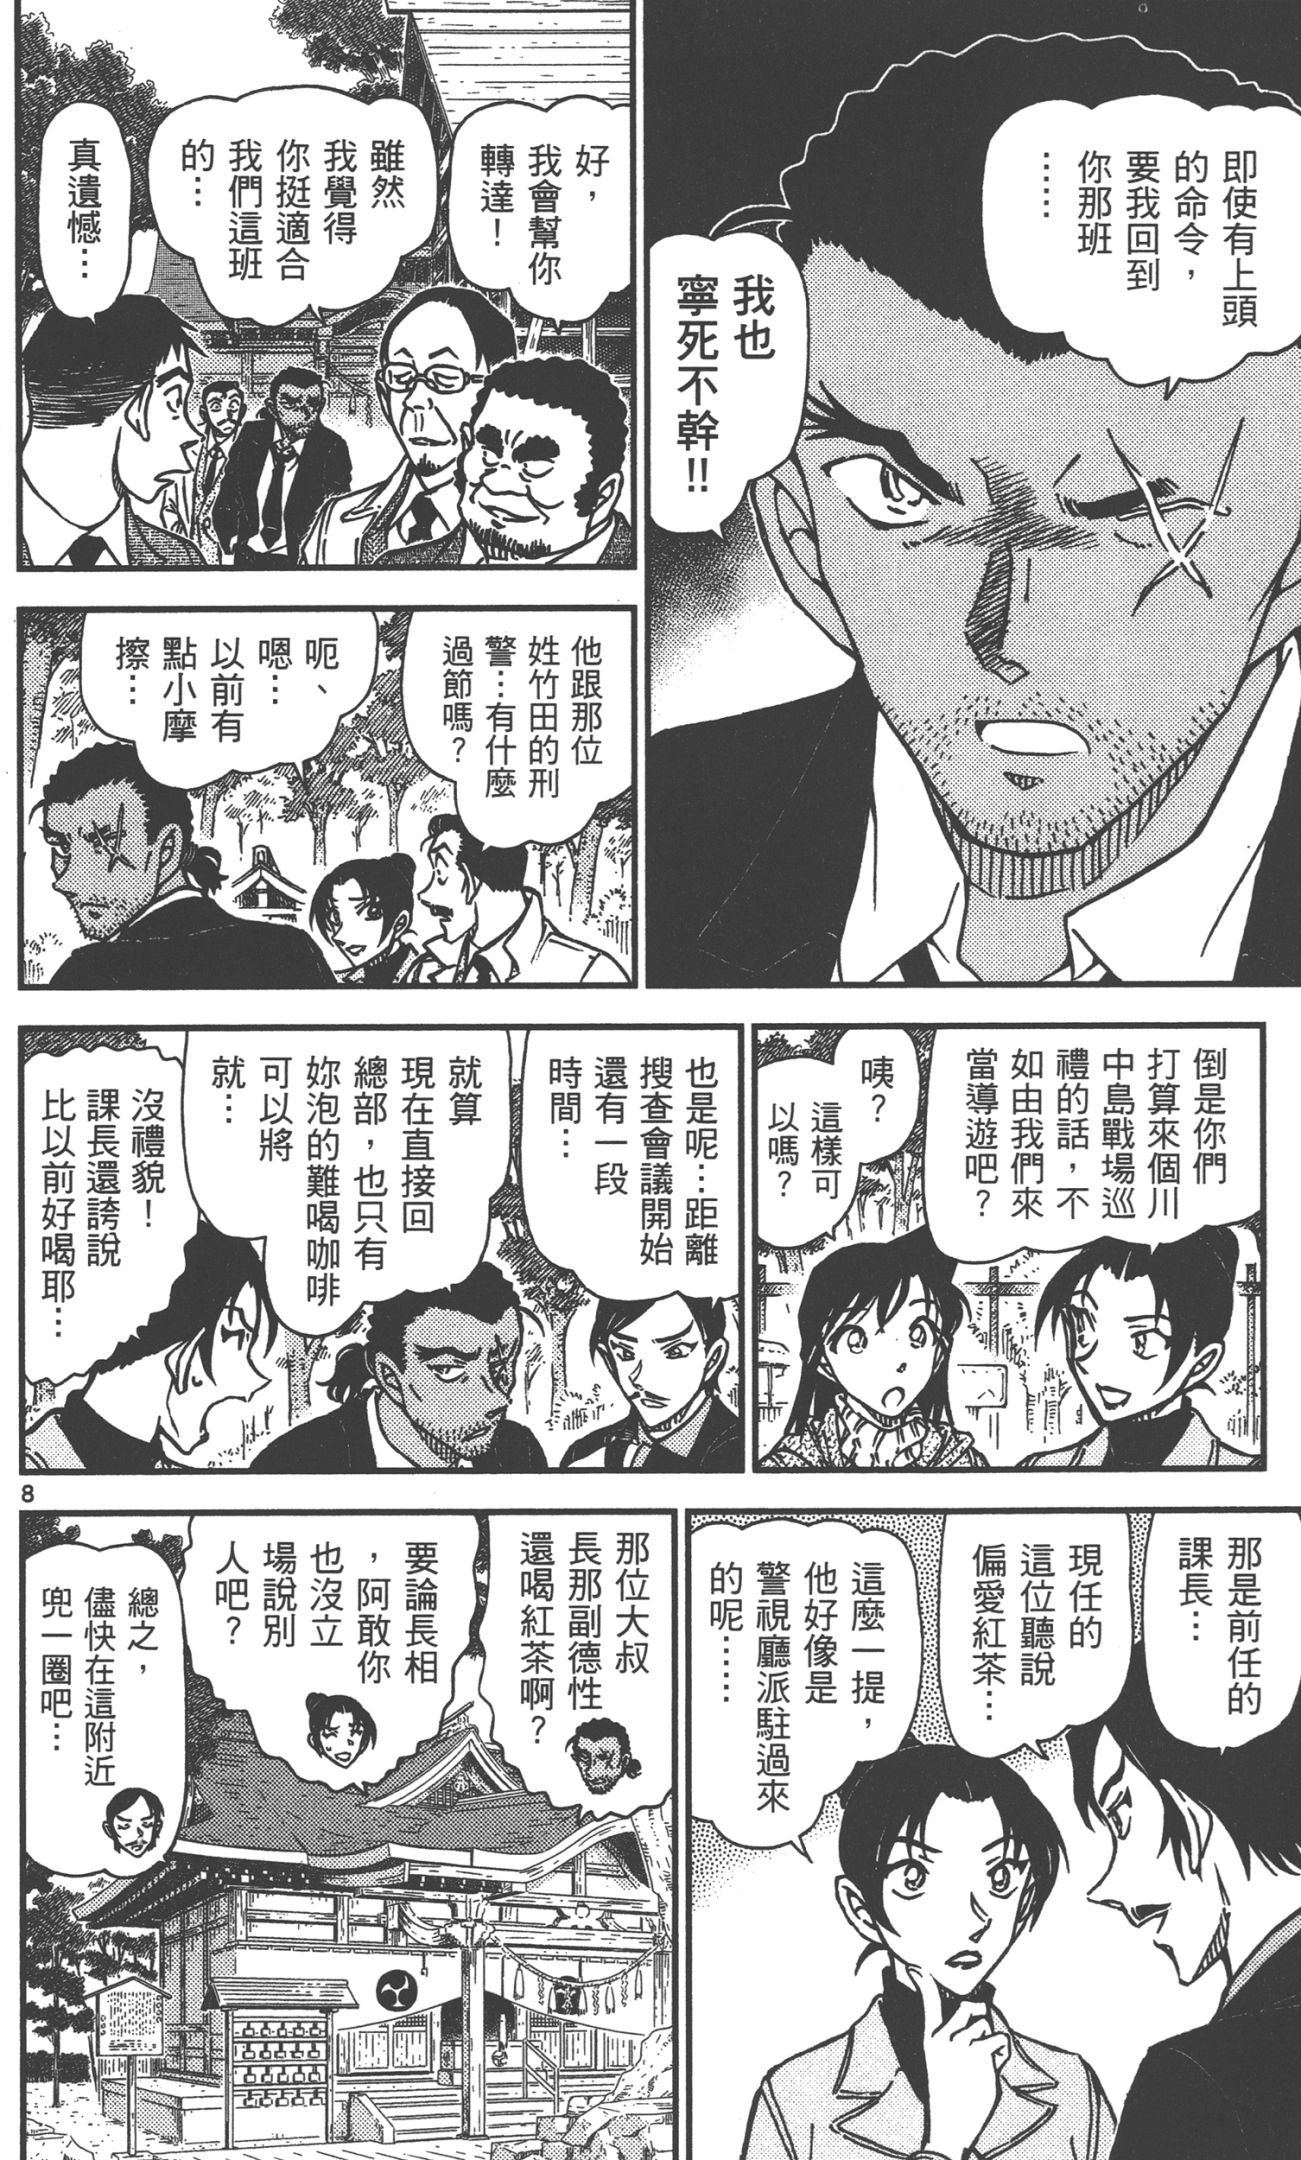 即使有上頭
的命令，
要我回到
你那班
……
我也
寧死不幹!!
好，
我會幫你
轉達！
雖然
我覺得
你挺適合
我們這班
的…
真遺憾…
他跟那位
姓竹田的刑
警…有什麼
過節嗎？
呃、
嗯…
以前有
點小摩
擦…
倒是你們
打算來個川
中島戰場巡
禮的話，不
如由我們來
當導遊吧？
咦？
這樣可
以嗎？
也是呢…距離
搜查會議開始
還有一段
時間…
就算
現在直接回
總部，也只有
妳泡的難喝咖啡
可以將
就…
沒禮貌！
課長還誇說
比以前好喝耶…
8
那是前任的
課長…
現任的
這位聽說
偏愛紅茶…
這麼一提，
他好像是
警視廳派駐過來
的呢……
那位大叔
長那副德性
還喝紅茶啊？
要論長相
，阿敢你
也沒立
場說別
人吧？
總之，
儘快在這附近
兜一圈吧…